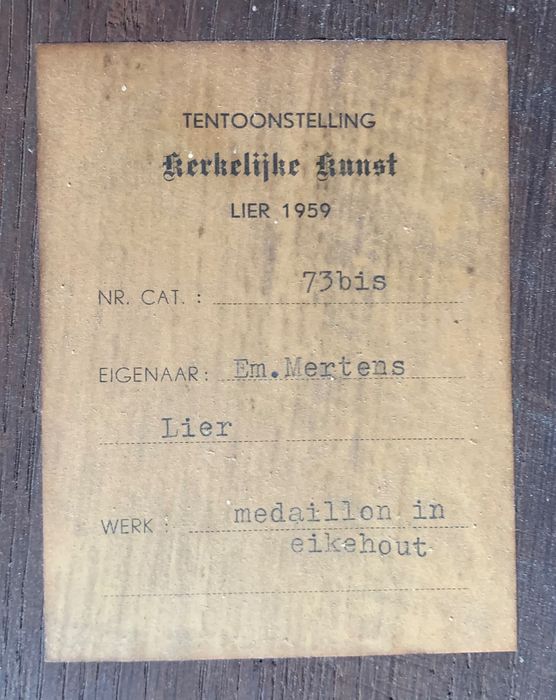 TENTOONSTELLING
Kerkelijke Kunst
LIER 1959
NR. CAT. : 73bis
EIGENAAR: Em.Mertens
Lier
WERK : medaillon in
eikehout